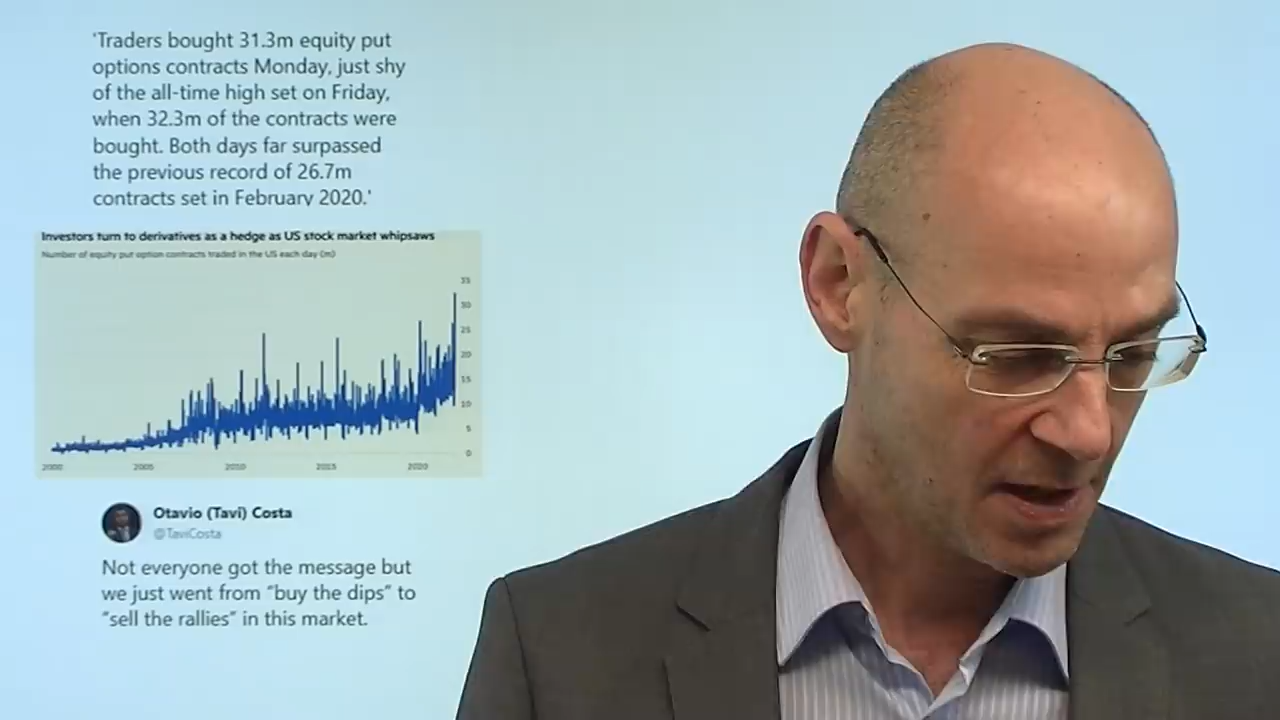 'Traders bought 31.3m equity put
options contracts Monday, just shy
of the all-time high set on Friday,
when 32.3m of the contracts were
bought. Both days far surpassed
the previous record of 26.7m
contracts set in February 2020.'
Investors turn to derivatives as a hedge as US stock market whipsaws
Number of equity put option contracts traded in the US each day (m)
35
30
25
20
15
10
5
0
2000 2005 2010 2015 2020
Otavio (Tavi) Costa
@TaviCosta
Not everyone got the message but
we just went from "buy the dips" to
"sell the rallies" in this market.